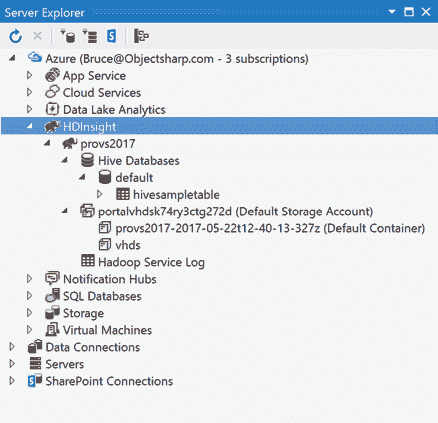 Server Explorer
Azure (Bruce@Objectsharp.com - 3 subscriptions)
App Service
Cloud Services
Data Lake Analytics
HDInsight
provs2017
Hive Databases
default
hivesampletable
portalvhdsk74ry3ctg272d (Default Storage Account)
provs2017-2017-05-22t12-40-13-327z (Default Container)
vhds
Hadoop Service Log
Notification Hubs
SQL Databases
Storage
Virtual Machines
Data Connections
Servers
SharePoint Connections